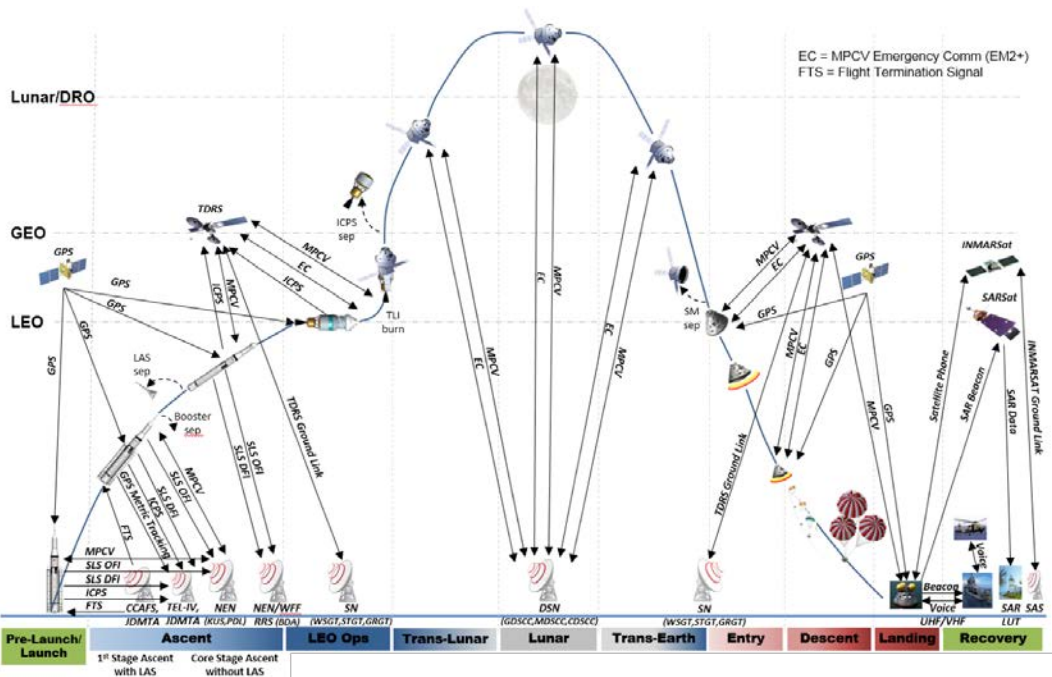 EC = MPCV Emergency Comm (EM2+)
FTS = Flight Termination Signal
Lunar/DRO
GEO
LEO
TDRS
ICPS
sep
GPS
GPS
GPS
GPS
GPS
MPCV
EC
ICPS
ICPS
MPCV
TLI
burn
LAS
sep
Booster
sep
TDRS Ground Link
SLS OFI
SLS DFI
MPCV
SLS OFI
SLS DFI
ICPS
GPS Metric Tracking
FTS
MPCV
SLS OFI
SLS DFI
ICPS
FTS
EC
MPCV
EC
MPCV
EC
MPCV
SM
sep
MPCV
EC
GPS
GPS
MPCV
EC
GPS
TDRS Ground Link
MPCV
GPS
INMARSat
SARSat
Satellite Phone
SAR Beacon
SAR Data
INMARSAT Ground Link
Voice
Beacon
Voice
UHF/VHF
CCAFS,
JDMTA
TEL-IV,
JDMTA
NEN
(KUS,PDL)
NEN/WFF
RRS (BDA)
SN
(WSGT,STGT,GRGT)
DSN
(GDSCC,MDSCC,CDSCC)
SN
(WSGT,STGT,GRGT)
SAR
LUT
SAS
Pre-Launch/
Launch
Ascent
LEO Ops
Trans-Lunar
Lunar
Trans-Earth
Entry
Descent
Landing
Recovery
1st Stage Ascent
with LAS
Core Stage Ascent
without LAS